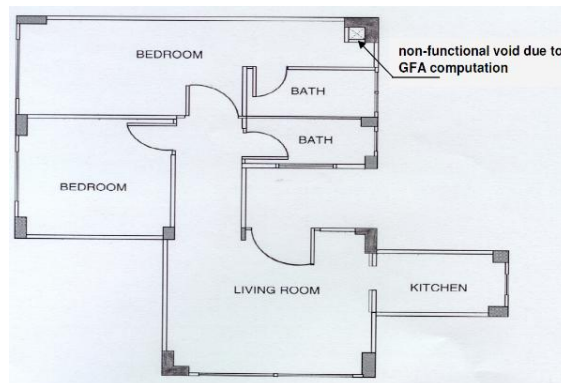 BEDROOM
non-functional void due to
GFA computation
BATH
BATH
BEDROOM
LIVING ROOM
KITCHEN